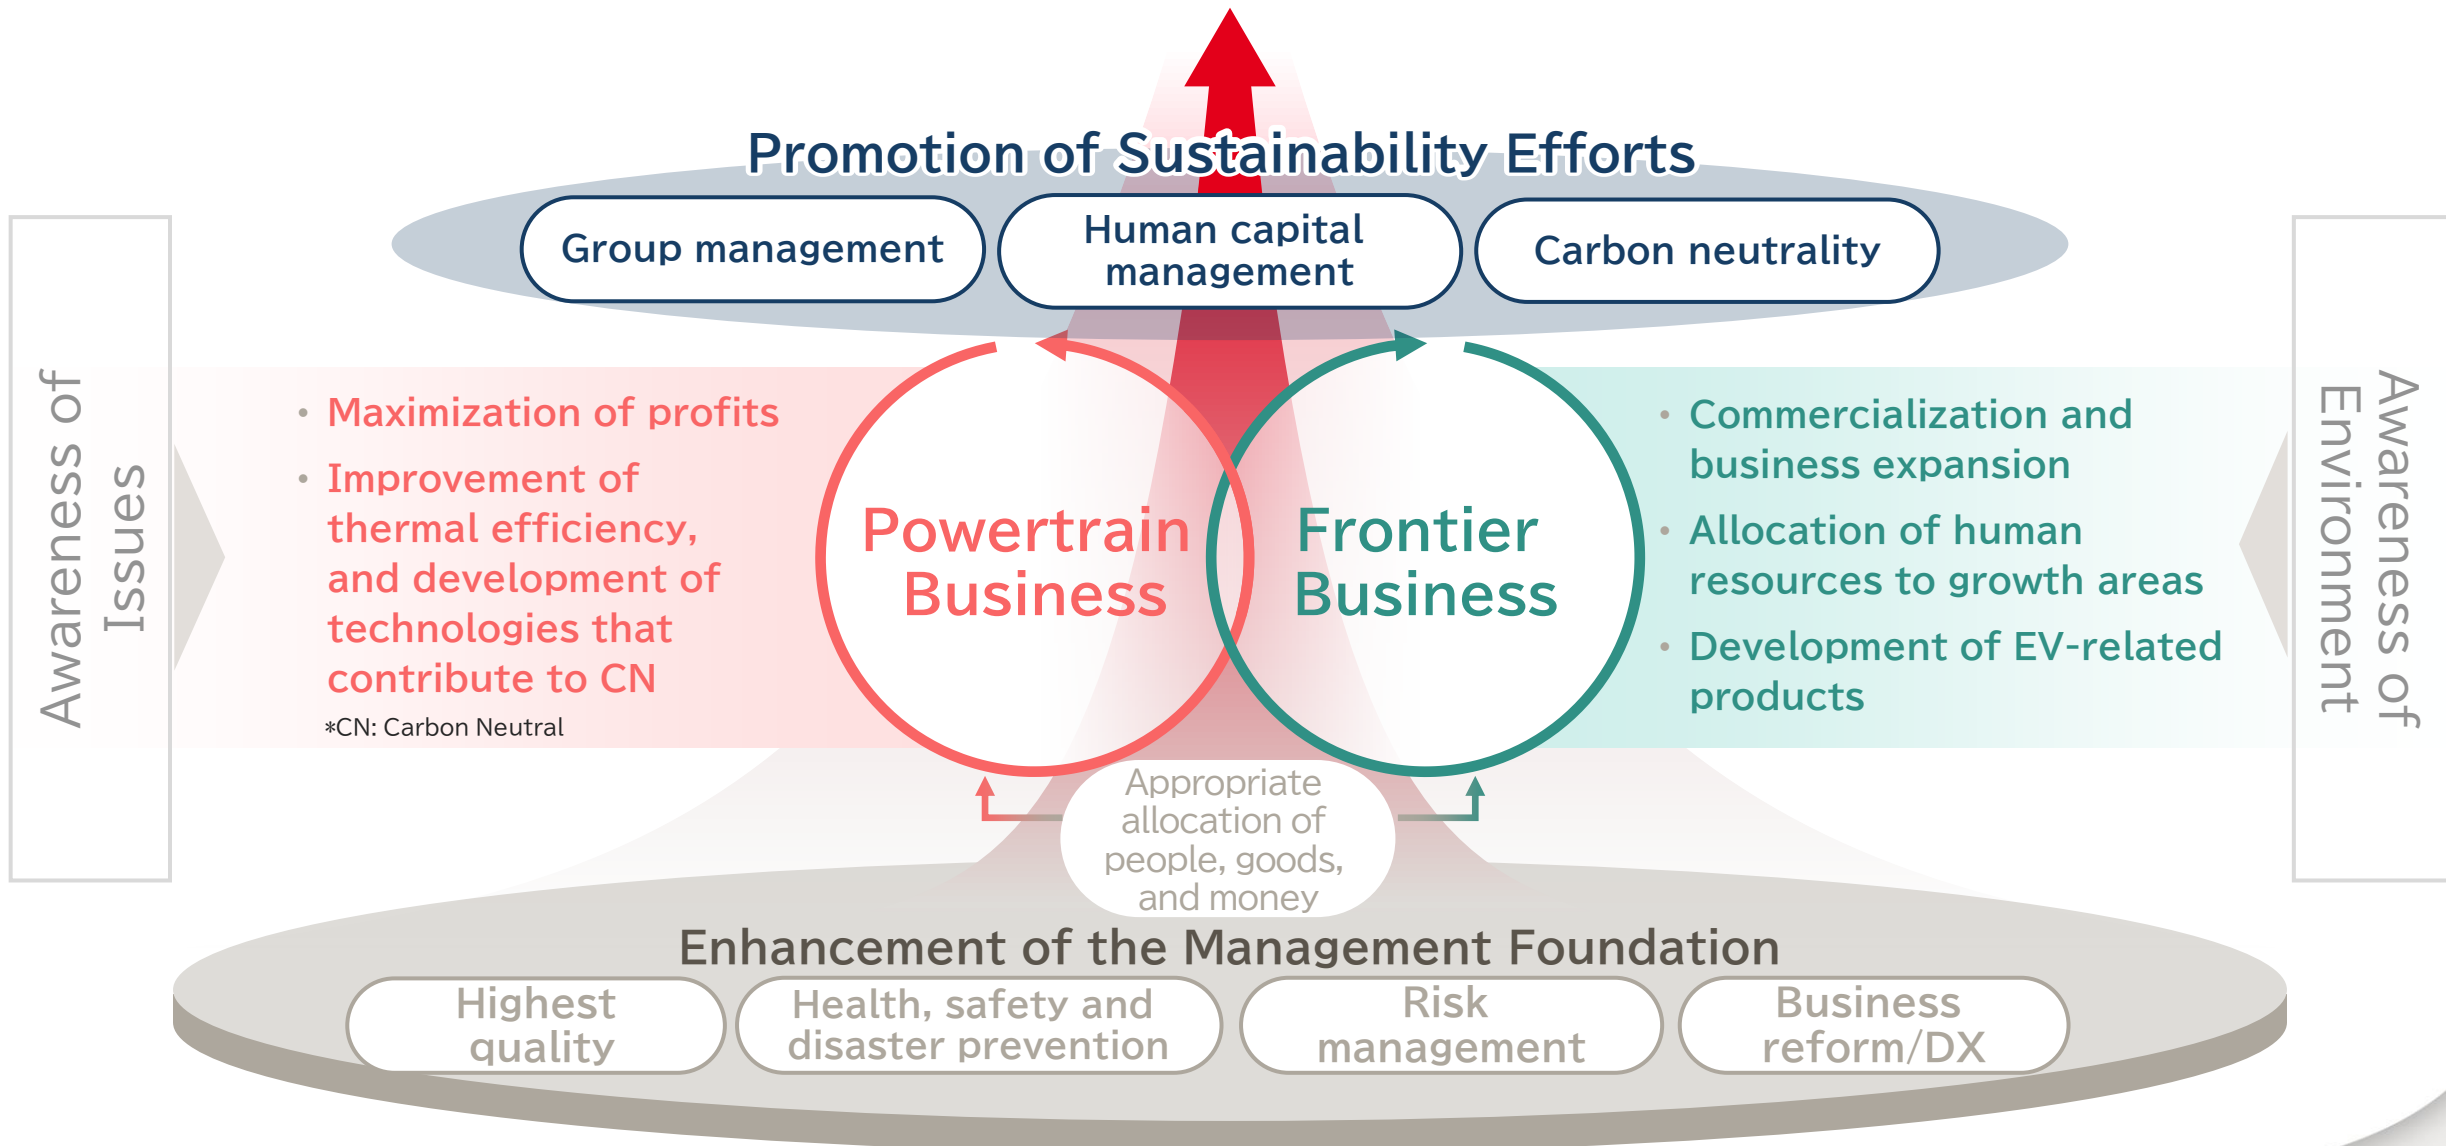 Promotion of Sustainability Efforts
Group management
Human capital
management
Carbon neutrality
Awareness of
Issues
• Maximization of profits
• Improvement of
thermal efficiency,
and development of
technologies that
contribute to CN
*CN: Carbon Neutral
Powertrain
Business
Frontier
Business
• Commercialization and
business expansion
• Allocation of human
resources to growth areas
• Development of EV-related
products
Awareness of
Environment
Appropriate
allocation of
people, goods,
and money
Enhancement of the Management Foundation
Highest
quality
Health, safety and
disaster prevention
Risk
management
Business
reform/DX